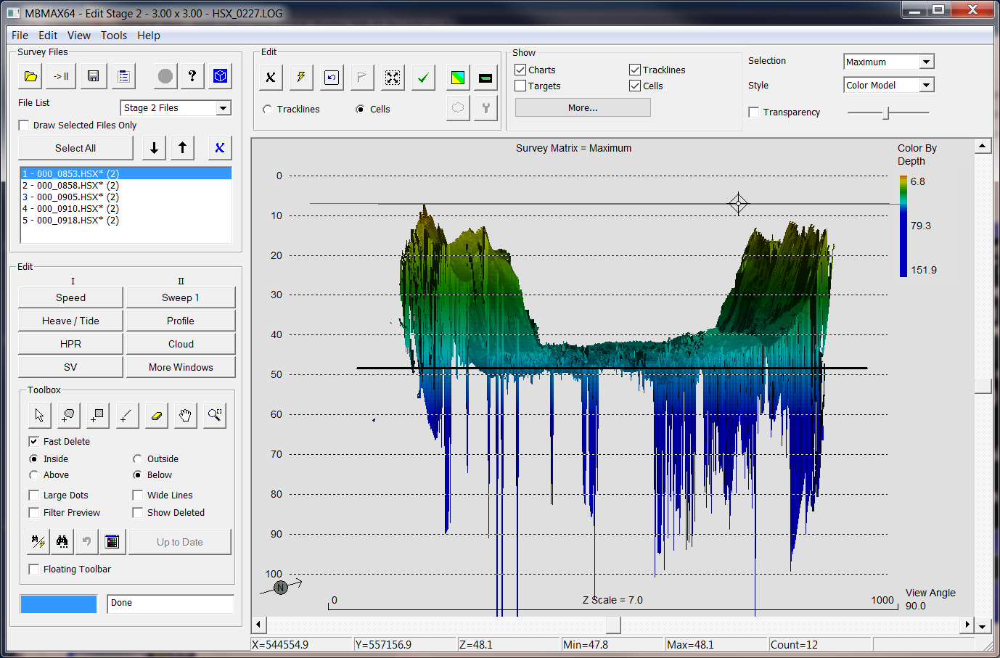 MBMAX64 - Edit Stage 2 - 3.00 x 3.00 - HSX_0227.LOG
File Edit View Tools Help
Survey Files
-> II
?
File List
Stage 2 Files
Draw Selected Files Only
Select All
1 - 000_0853.HSX* (2)
2 - 000_0858.HSX* (2)
3 - 000_0905.HSX* (2)
4 - 000_0910.HSX* (2)
5 - 000_0918.HSX* (2)
Edit
I II
Speed Sweep 1
Heave / Tide Profile
HPR Cloud
SV More Windows
Toolbox
Fast Delete
Inside Outside
Above Below
Large Dots Wide Lines
Filter Preview Show Deleted
Up to Date
Floating Toolbar
Done
Edit
Tracklines Cells
Show
Charts Tracklines
Targets Cells
More...
Selection Maximum
Style Color Model
Transparency
Survey Matrix = Maximum
Color By
Depth
6.8
79.3
151.9
0
10
20
30
40
50
60
70
80
90
100
N
0 Z Scale = 7.0 1000
View Angle
90.0
X=544554.9 Y=557156.9 Z=48.1 Min=47.8 Max=48.1 Count=12